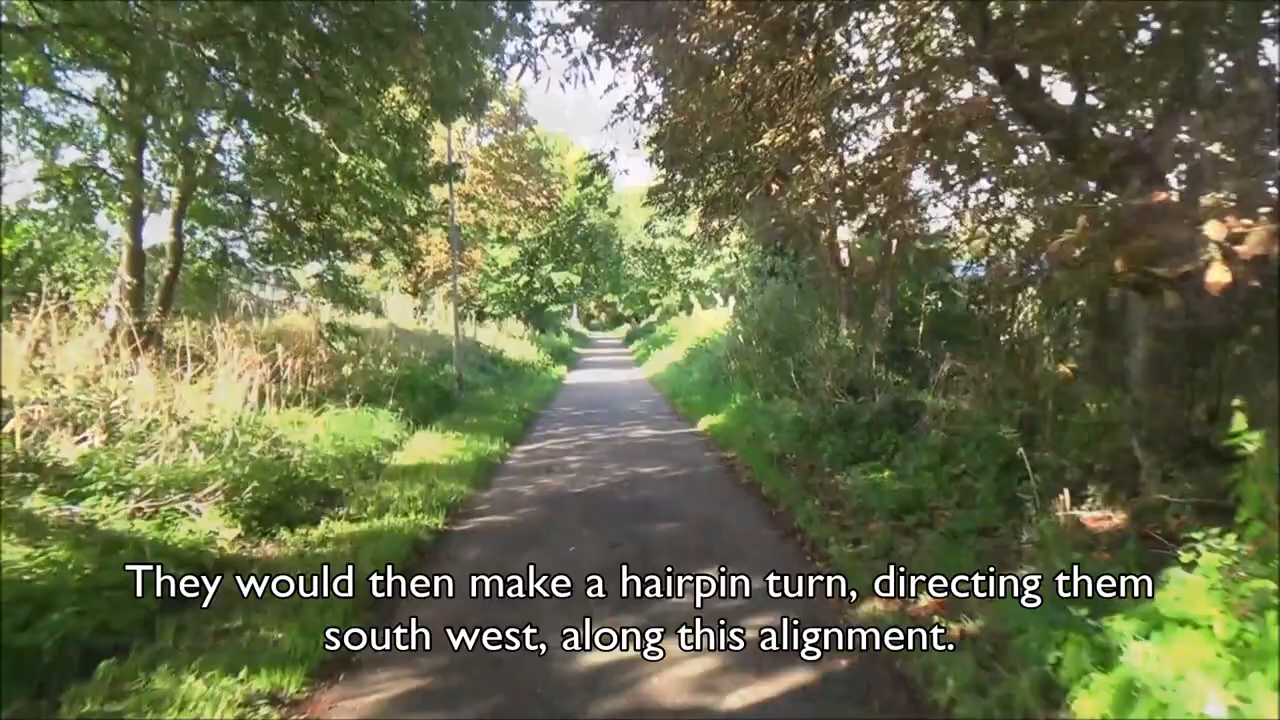 They would then make a hairpin turn, directing them
south west, along this alignment.